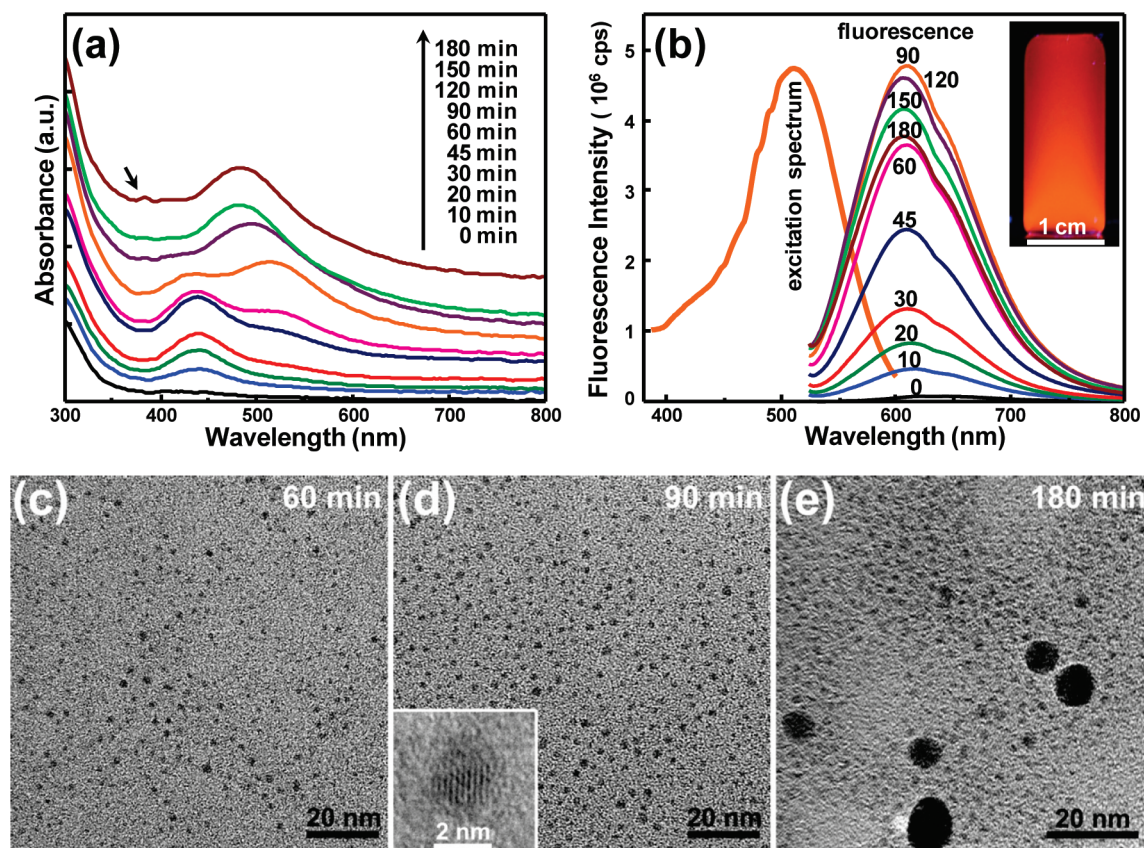 (a)
180 min
150 min
120 min
90 min
60 min
45 min
30 min
20 min
10 min
0 min
Absorbance (a.u.)
300 400 500 600 700 800
Wavelength (nm)
(b)
fluorescence
90
120
150
180
60
45
30
20
10
0
excitation spectrum
1 cm
Fluorescence Intensity ( 10⁶ cps)
5
4
3
2
1
0
400 500 600 700 800
Wavelength (nm)
(c) 60 min
20 nm
(d) 90 min
2 nm
20 nm
(e) 180 min
20 nm